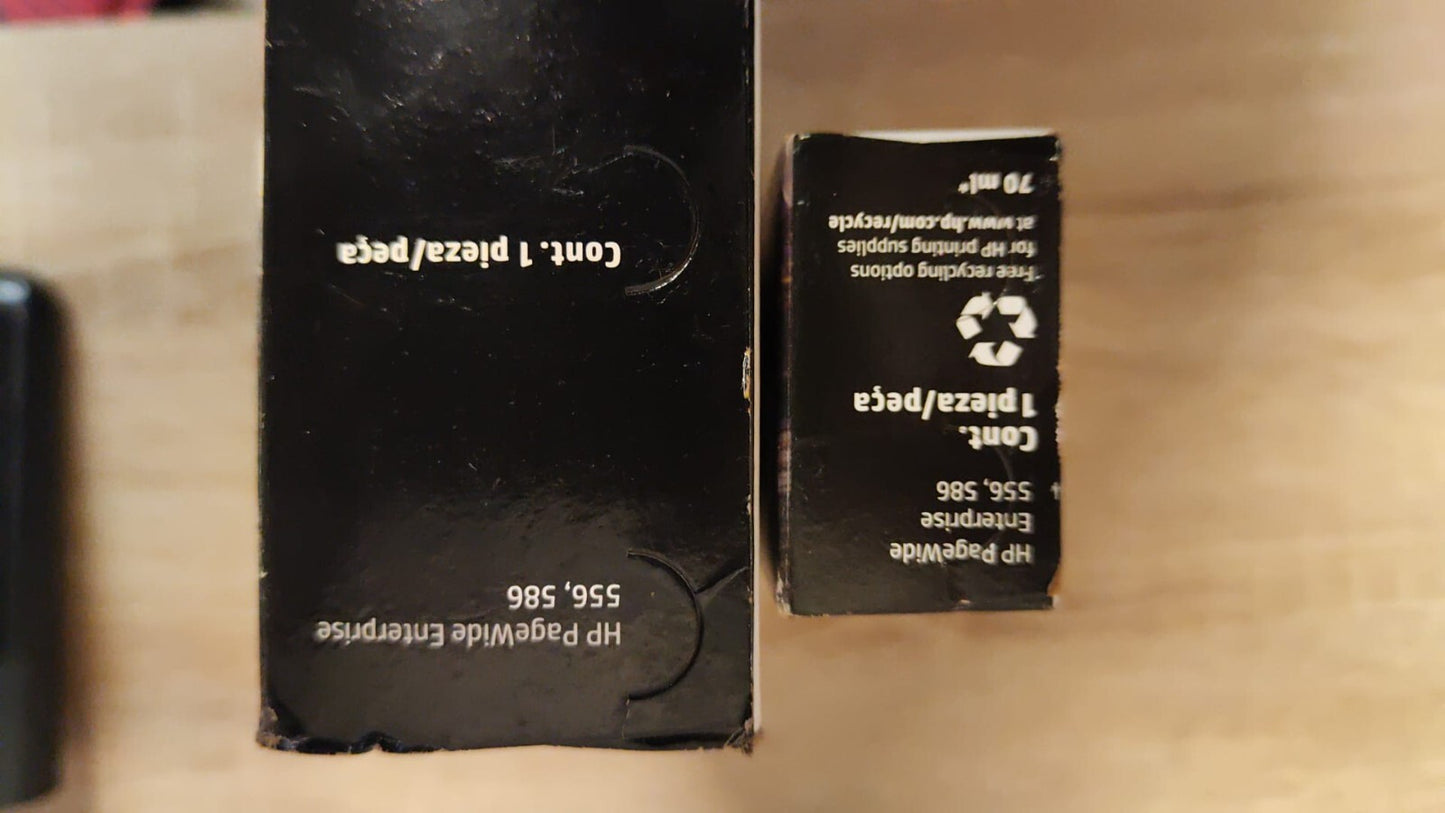 HP PageWide
Enterprise
556, 586
Cont.
1 pieza/peça
Free recycling options
for HP printing supplies
at www.hp.com/recycle
70 ml*
HP PageWide Enterprise
556, 586
Cont. 1 pieza/peça